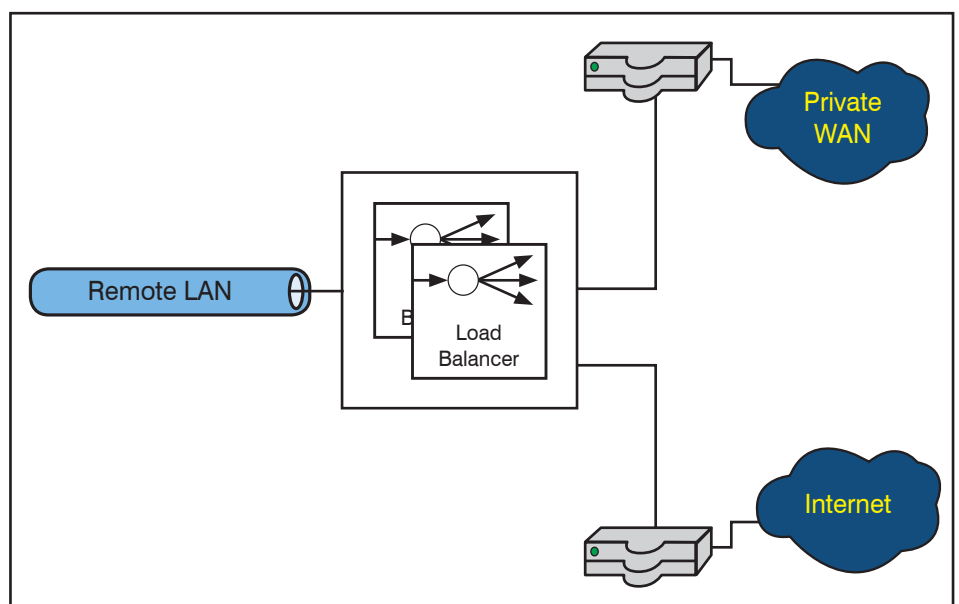 Private
WAN
Remote LAN
B
Load
Balancer
Internet